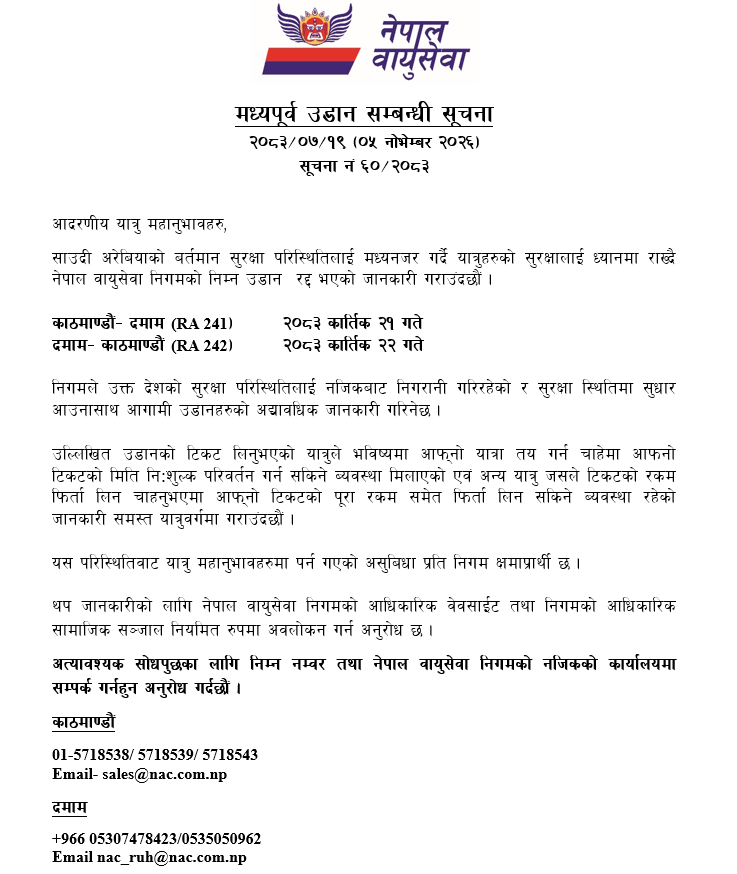 नेपाल
वायुसेवा
मध्यपूर्व उडान सम्बन्धी सूचना
२०८३/०७/१९ (०५ नोभेम्बर २०२६)
सूचना नं ६०/२०८३
आदरणीय यात्रु महानुभावहरु,
साउदी अरेबियाको बर्तमान सुरक्षा परिस्थितिलाई मध्यनजर गर्दै यात्रुहरुको सुरक्षालाई ध्यानमा राख्दै
नेपाल वायुसेवा निगमको निम्न उडान रद्द भएको जानकारी गराउंदछौं ।
काठमाण्डौं- दमाम (RA 241) २०८३ कार्तिक २१ गते
दमाम- काठमाण्डौं (RA 242) २०८३ कार्तिक २२ गते
निगमले उक्त देशको सुरक्षा परिस्थितिलाई नजिकबाट निगरानी गरिरहेको र सुरक्षा स्थितिमा सुधार
आउनासाथ आगामी उडानहरुको अद्यावधिक जानकारी गरिनेछ ।
उल्लिखित उडानको टिकट लिनुभएको यात्रुले भविष्यमा आफ्नो यात्रा तय गर्न चाहेमा आफनो
टिकटको मिति नि:शुल्क परिवर्तन गर्न सकिने ब्यवस्था मिलाएको एवं अन्य यात्रु जसले टिकटको रकम
फिर्ता लिन चाहनुभएमा आफ्नो टिकटको पूरा रकम समेत फिर्ता लिन सकिने ब्यवस्था रहेको
जानकारी समस्त यात्रुवर्गमा गराउंदछौं ।
यस परिस्थितिवाट यात्रु महानुभावहरुमा पर्न गएको असुबिधा प्रति निगम क्षमाप्रार्थी छ ।
थप जानकारीको लागि नेपाल वायुसेवा निगमको आधिकारिक वेवसाईट तथा निगमको आधिकारिक
सामाजिक सञ्जाल नियमित रुपमा अवलोकन गर्न अनुरोध छ ।
अत्यावश्यक सोधपुछका लागि निम्न नम्वर तथा नेपाल वायुसेवा निगमको नजिकको कार्यालयमा
सम्पर्क गर्नहुन अनुरोध गर्दछौं ।
काठमाण्डौं
01-5718538/ 5718539/ 5718543
Email- sales@nac.com.np
दमाम
+966 05307478423/0535050962
Email nac_ruh@nac.com.np